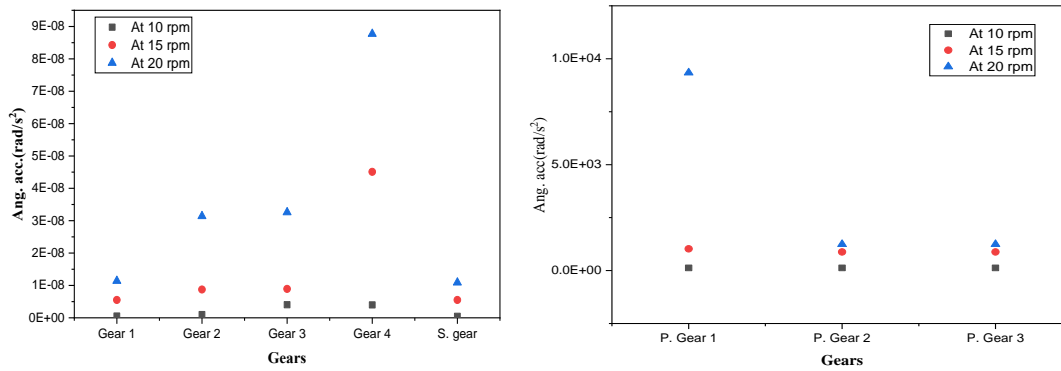 At 10 rpm
At 15 rpm
At 20 rpm
9E-08
8E-08
7E-08
6E-08
5E-08
4E-08
3E-08
2E-08
1E-08
0E+00
Ang. acc.(rad/s²)
Gear 1 Gear 2 Gear 3 Gear 4 S. gear
Gears
At 10 rpm
At 15 rpm
At 20 rpm
1.0E+04
5.0E+03
0.0E+00
Ang. acc(rad/s²)
P. Gear 1 P. Gear 2 P. Gear 3
Gears